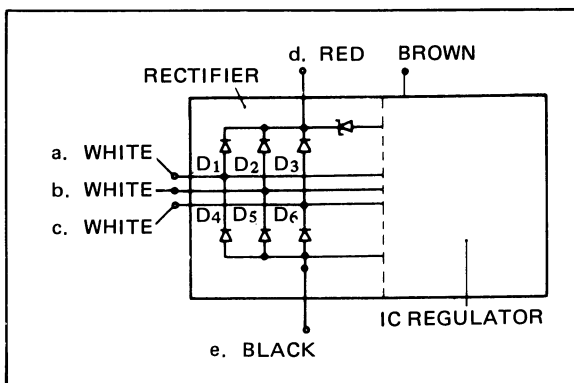 d. RED BROWN
RECTIFIER
a. WHITE
D1 D2 D3
b. WHITE
D4 D5 D6
c. WHITE
IC REGULATOR
e. BLACK